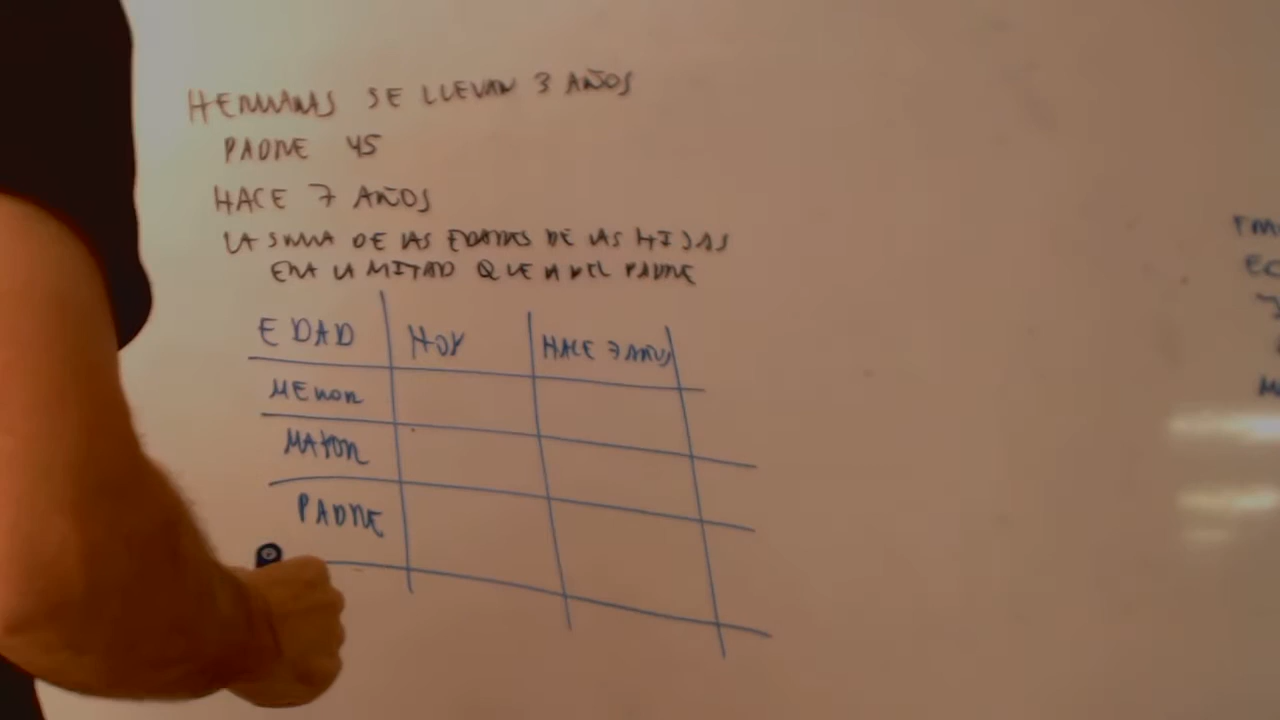 HERMANAS SE LLEVAN 3 AÑOS
PADRE 45
HACE 7 AÑOS
LA SUMA DE LAS EDADES DE LAS HIJAS
ERA LA MITAD QUE LA DEL PADRE
EDAD HOY HACE 7 AÑOS
MENOR
MAYOR
PADRE